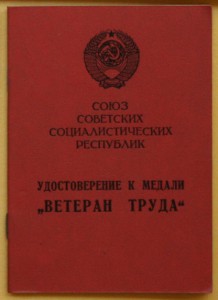 СОЮЗ
СОВЕТСКИХ
СОЦИАЛИСТИЧЕСКИХ
РЕСПУБЛИК
УДОСТОВЕРЕНИЕ К МЕДАЛИ
„ВЕТЕРАН ТРУДА“